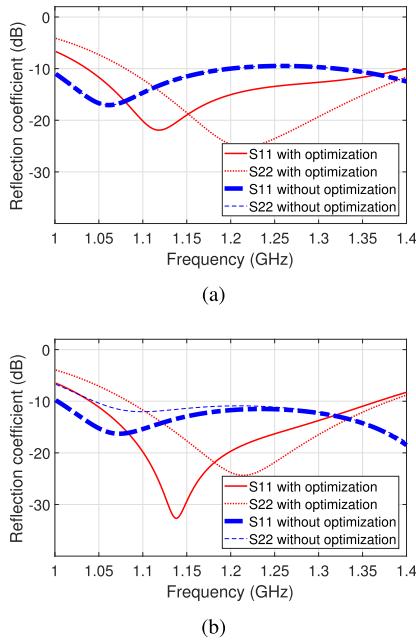 0
-10
-20
-30
Reflection coefficient (dB)
S11 with optimization
S22 with optimization
S11 without optimization
S22 without optimization
1 1.05 1.1 1.15 1.2 1.25 1.3 1.35 1.4
Frequency (GHz)
(a)
0
-10
-20
-30
Reflection coefficient (dB)
S11 with optimization
S22 with optimization
S11 without optimization
S22 without optimization
1 1.05 1.1 1.15 1.2 1.25 1.3 1.35 1.4
Frequency (GHz)
(b)